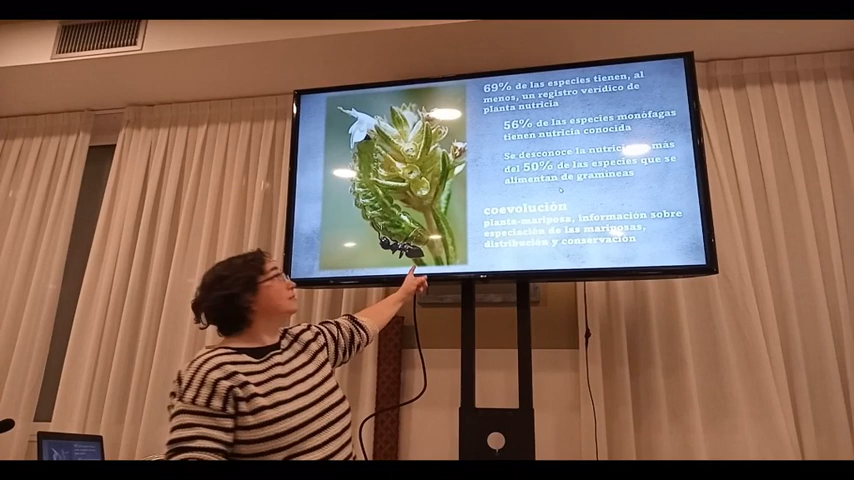 69% de las especies tienen, al
menos, un registro verídico de
planta nutricia
56% de las especies monófagas
tienen nutricia conocida
Se desconoce la nutrici más
del 50% de las especies que se
alimentan de gramíneas
coevolución
planta-mariposa, información sobre
especiación de las mariposas,
distribución y conservación